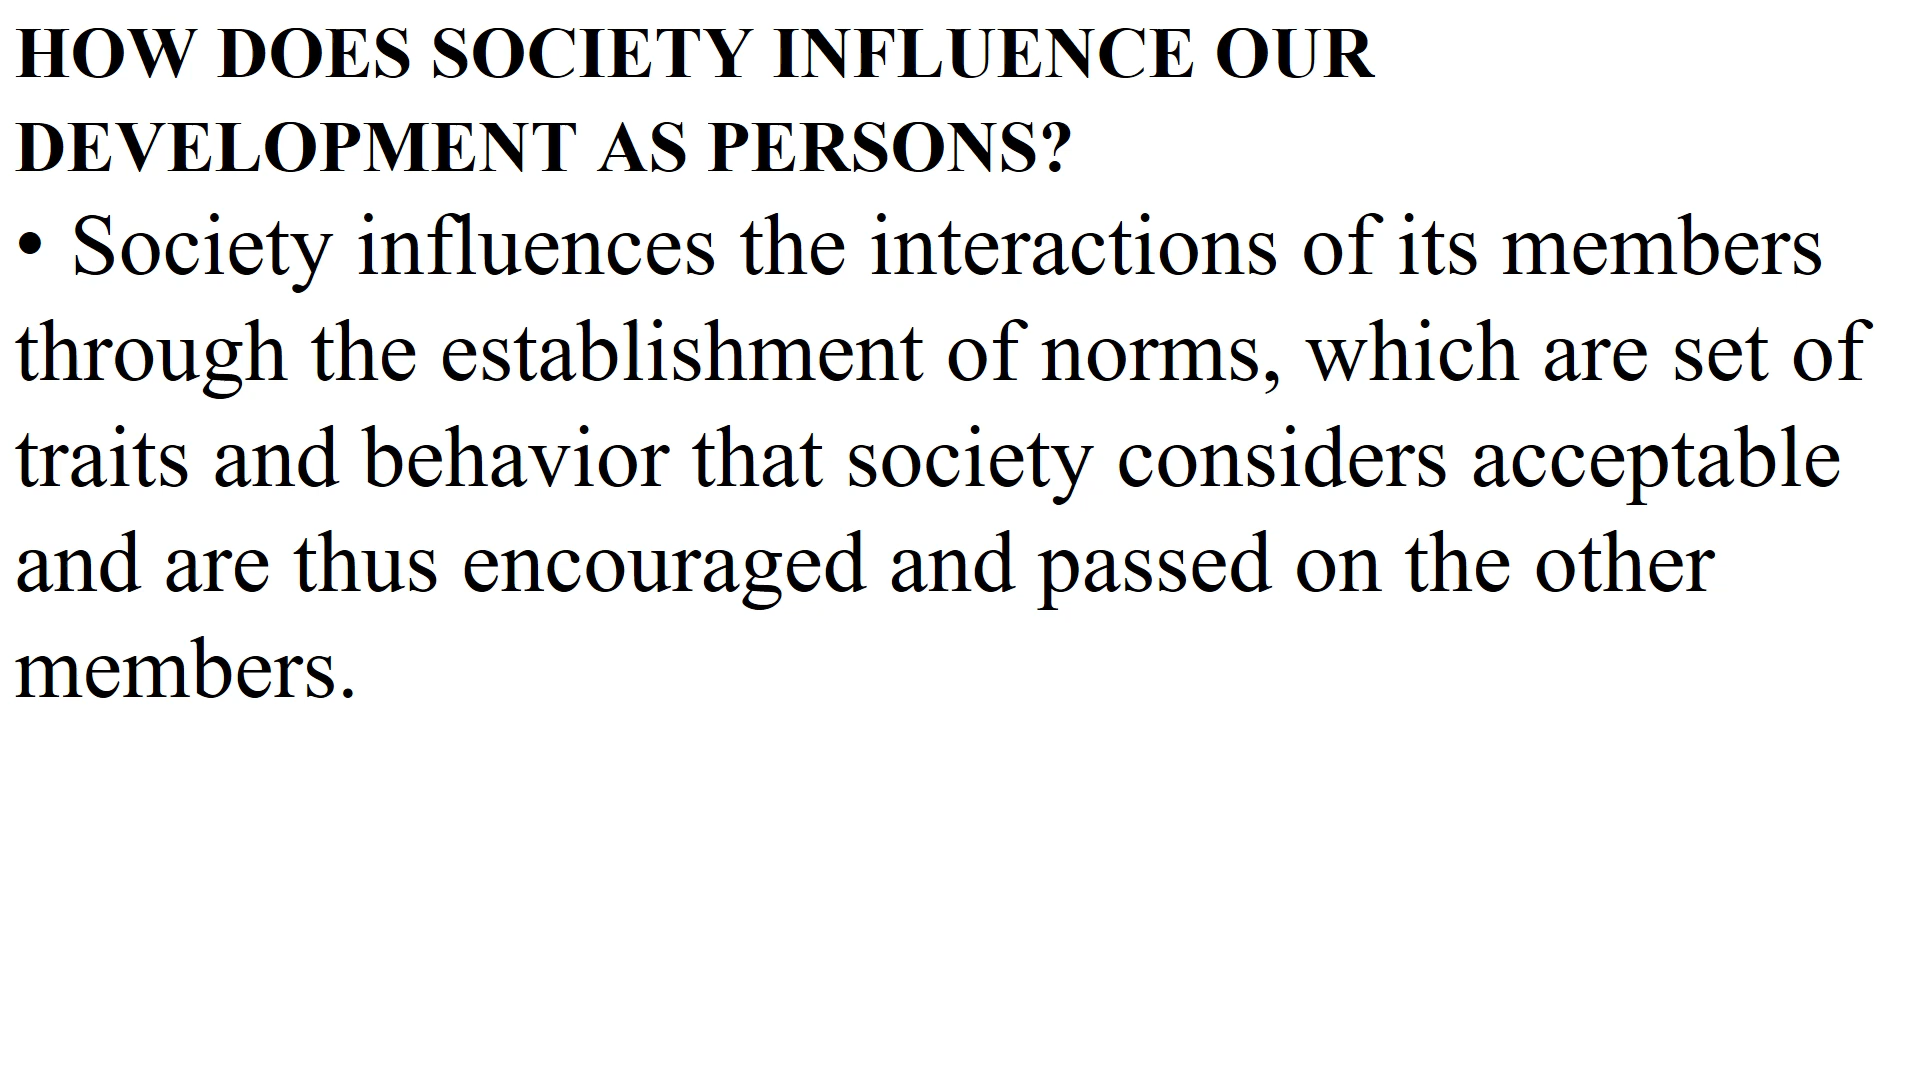 HOW DOES SOCIETY INFLUENCE OUR
DEVELOPMENT AS PERSONS?
• Society influences the interactions of its members
through the establishment of norms, which are set of
traits and behavior that society considers acceptable
and are thus encouraged and passed on the other
members.